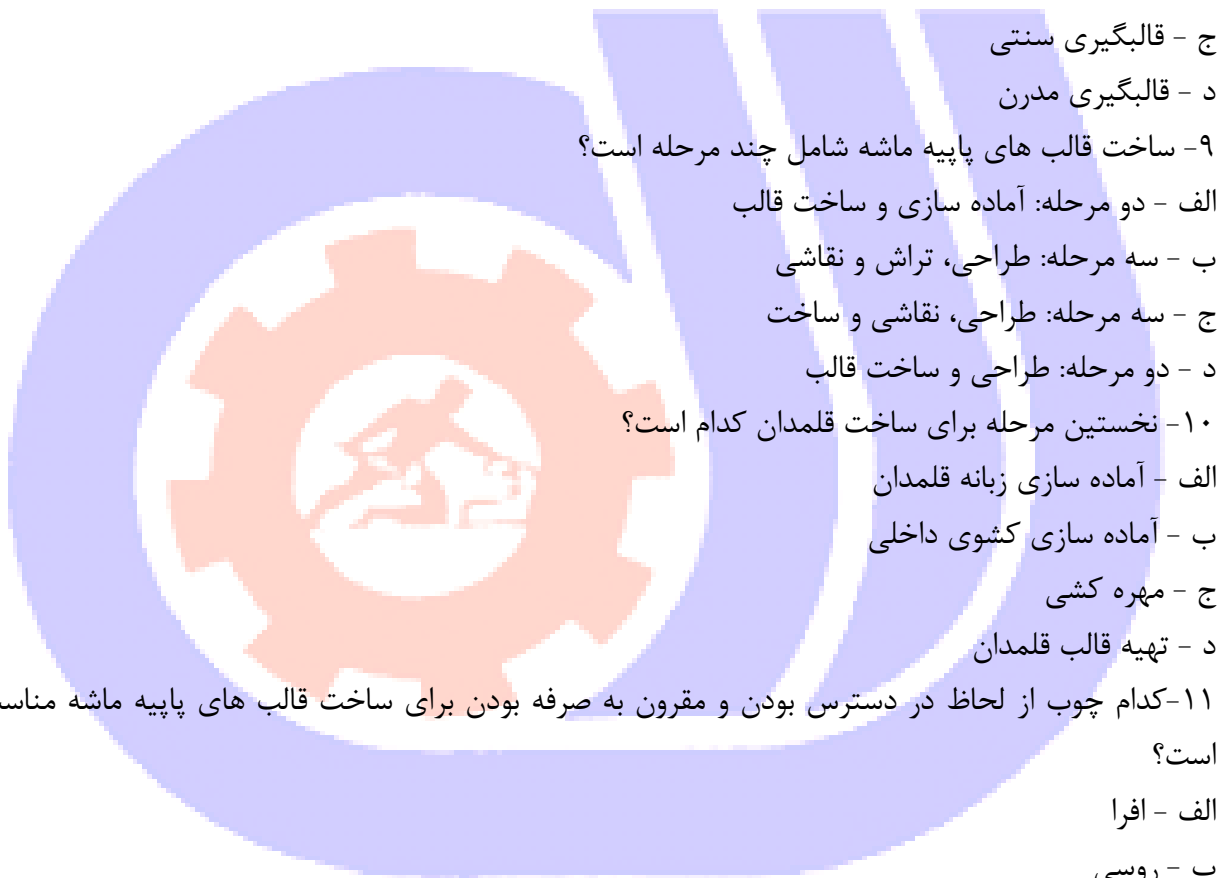 ج - قالبگیری سنتی
د - قالبگیری مدرن
۹- ساخت قالب های پاپیه ماشه شامل چند مرحله است؟
الف - دو مرحله: آماده سازی و ساخت قالب
ب - سه مرحله: طراحی، تراش و نقاشی
ج - سه مرحله: طراحی، نقاشی و ساخت
د - دو مرحله: طراحی و ساخت قالب
۱۰- نخستین مرحله برای ساخت قلمدان کدام است؟
الف - آماده سازی زبانه قلمدان
ب - آماده سازی کشوی داخلی
ج - مهره کشی
د - تهیه قالب قلمدان
۱۱-کدام چوب از لحاظ در دسترس بودن و مقرون به صرفه بودن برای ساخت قالب های پاپیه ماشه مناسب
است؟
الف - افرا
ب - روسی